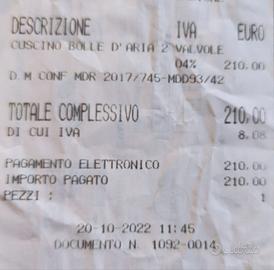 DESCRIZIONE IVA EURO
CUSCINO BOLLE D'ARIA 2 VALVOLE
04% 210,00
D.M CONF MDR 2017/745-MDD93/42
TOTALE COMPLESSIVO 210,00
DI CUI IVA 8,08
PAGAMENTO ELETTRONICO 210,00
IMPORTO PAGATO 210,00
PEZZI: 1
20-10-2022 11:45
DOCUMENTO N. 1092-0014